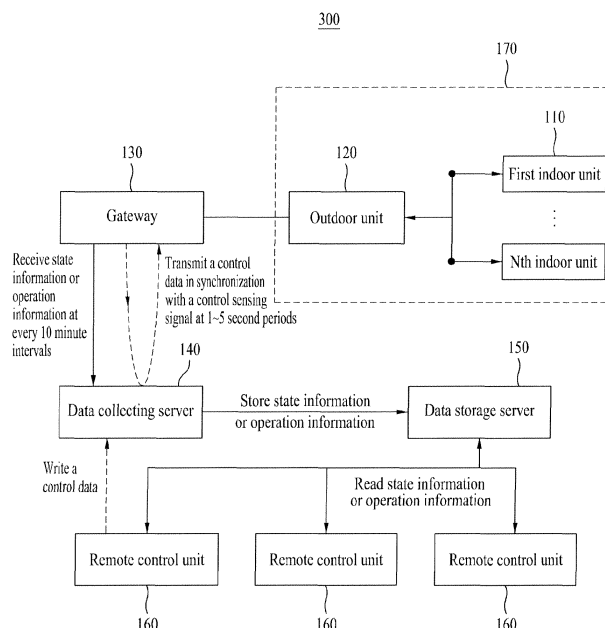 300
170
110
130
120
First indoor unit
Gateway
Outdoor unit
⋮
Nth indoor unit
Receive state
information or
operation
information at
every 10 minute
intervals
Transmit a control
data in synchronization
with a control sensing
signal at 1~5 second periods
140
150
Data collecting server
Store state information
or operation information
Data storage server
Write a
control data
Read state information
or operation information
Remote control unit
Remote control unit
Remote control unit
160
160
160